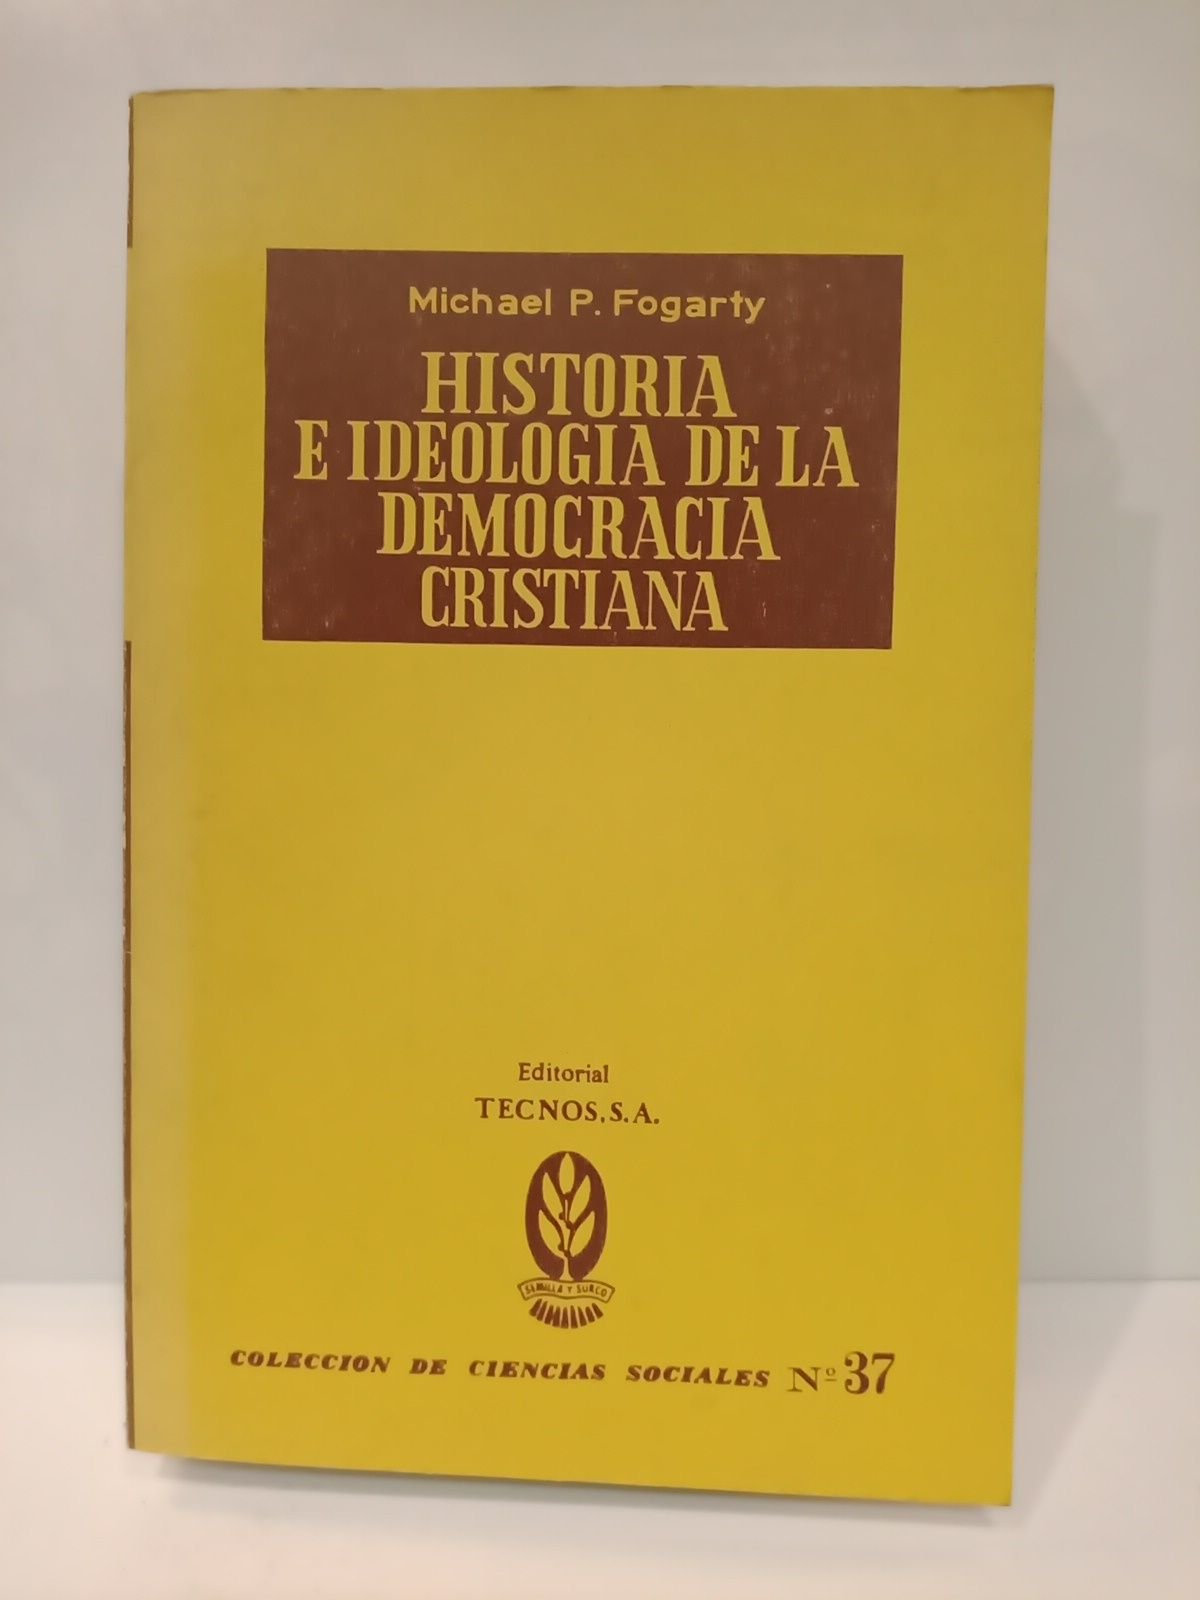 Michael P. Fogarty
HISTORIA
E IDEOLOGIA DE LA
DEMOCRACIA
CRISTIANA
Editorial
TECNOS, S.A.
SEMILLA Y SURCO
COLECCION DE CIENCIAS SOCIALES Nº 37